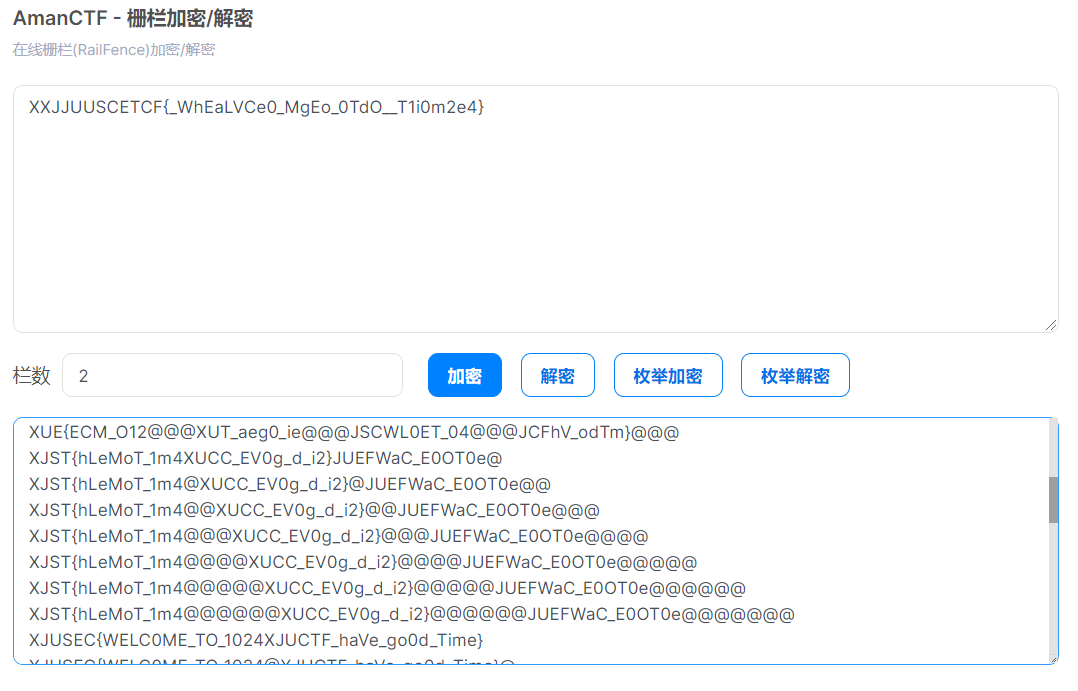 AmanCTF - 栅栏加密/解密
在线栅栏(RailFence)加密/解密
XXJJUUSCETCF{_WhEaLVCe0_MgEo_0TdO__T1i0m2e4}
栏数 2 加密 解密 枚举加密 枚举解密
XUE{ECM_O12@@@XUT_aeg0_ie@@@JSCWL0ET_04@@@JCFhV_odTm}@@@
XJST{hLeMoT_1m4XUCC_EV0g_d_i2}JUEFWaC_E0OT0e@
XJST{hLeMoT_1m4@XUCC_EV0g_d_i2}@JUEFWaC_E0OT0e@@
XJST{hLeMoT_1m4@@XUCC_EV0g_d_i2}@@JUEFWaC_E0OT0e@@@
XJST{hLeMoT_1m4@@@XUCC_EV0g_d_i2}@@@JUEFWaC_E0OT0e@@@@
XJST{hLeMoT_1m4@@@@XUCC_EV0g_d_i2}@@@@JUEFWaC_E0OT0e@@@@@
XJST{hLeMoT_1m4@@@@@XUCC_EV0g_d_i2}@@@@@JUEFWaC_E0OT0e@@@@@@
XJST{hLeMoT_1m4@@@@@@XUCC_EV0g_d_i2}@@@@@@JUEFWaC_E0OT0e@@@@@@@
XJUSEC{WELC0ME_TO_1024XJUCTF_haVe_go0d_Time}
XJUSEC{WELC0ME_TO_1024@XJUCTF_haVe_go0d_Time}@